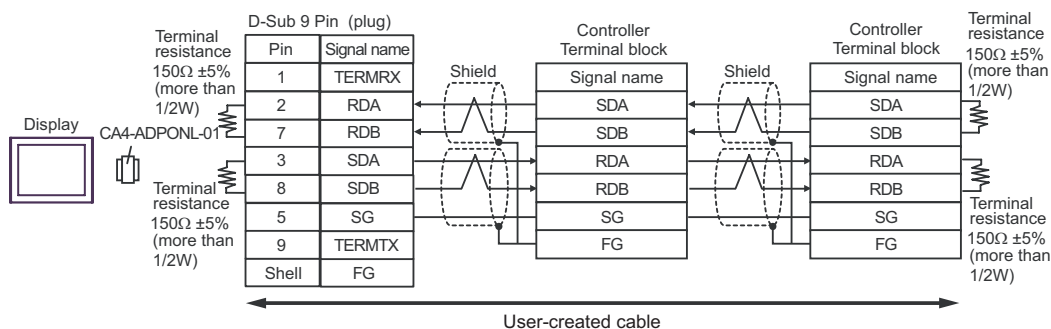 D-Sub 9 Pin (plug)
Terminal
resistance
150Ω ±5%
(more than
1/2W)
Display
CA4-ADPONL-01
Terminal
resistance
150Ω ±5%
(more than
1/2W)
Pin Signal name
1 TERMRX
2 RDA
7 RDB
3 SDA
8 SDB
5 SG
9 TERMTX
Shell FG
Shield
Controller
Terminal block
Signal name
SDA
SDB
RDA
RDB
SG
FG
Shield
Controller
Terminal block
Signal name
SDA
SDB
RDA
RDB
SG
FG
Terminal
resistance
150Ω ±5%
(more than
1/2W)
Terminal
resistance
150Ω ±5%
(more than
1/2W)
User-created cable